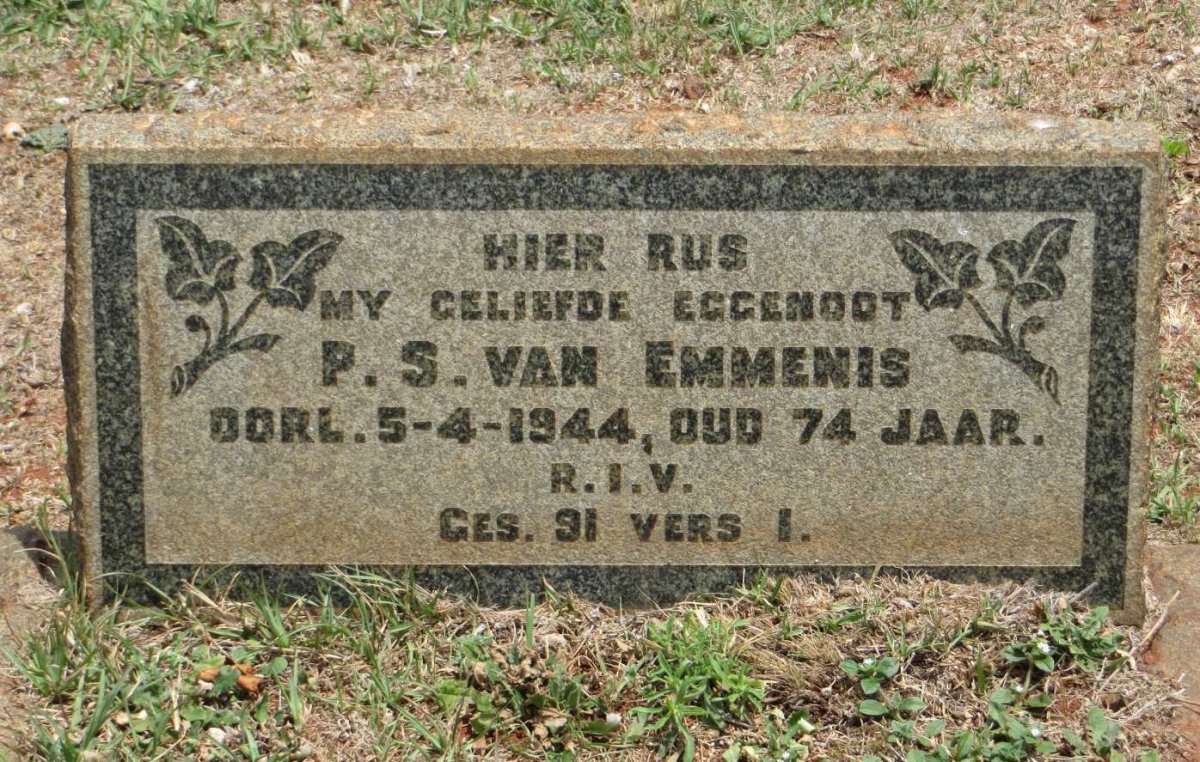 HIER RUS
MY GELIEFDE EGGENOOT
P. S. VAN EMMENIS
OORL. 5-4-1944, OUD 74 JAAR.
R.I.V.
GES. 91 VERS 1.